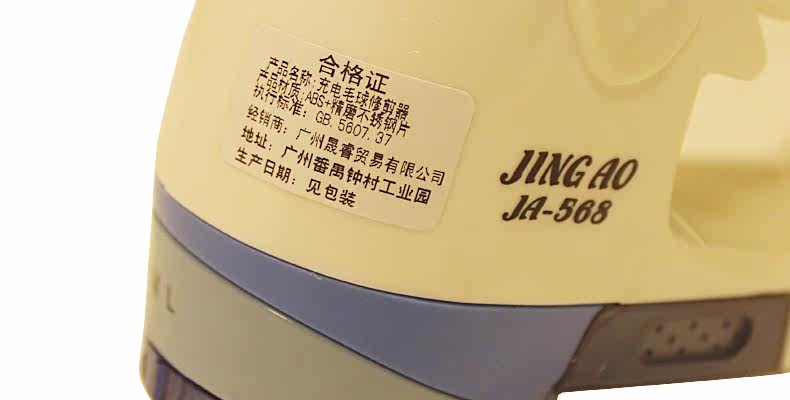 合格证
产品名称：充电毛球修剪器
产品材质：ABS+精磨不锈钢片
执行标准：GB.5607.37
经销商：广州晟睿贸易有限公司
地址：广州番禺钟村工业园
生产日期：见包装
JING AO
JA-568